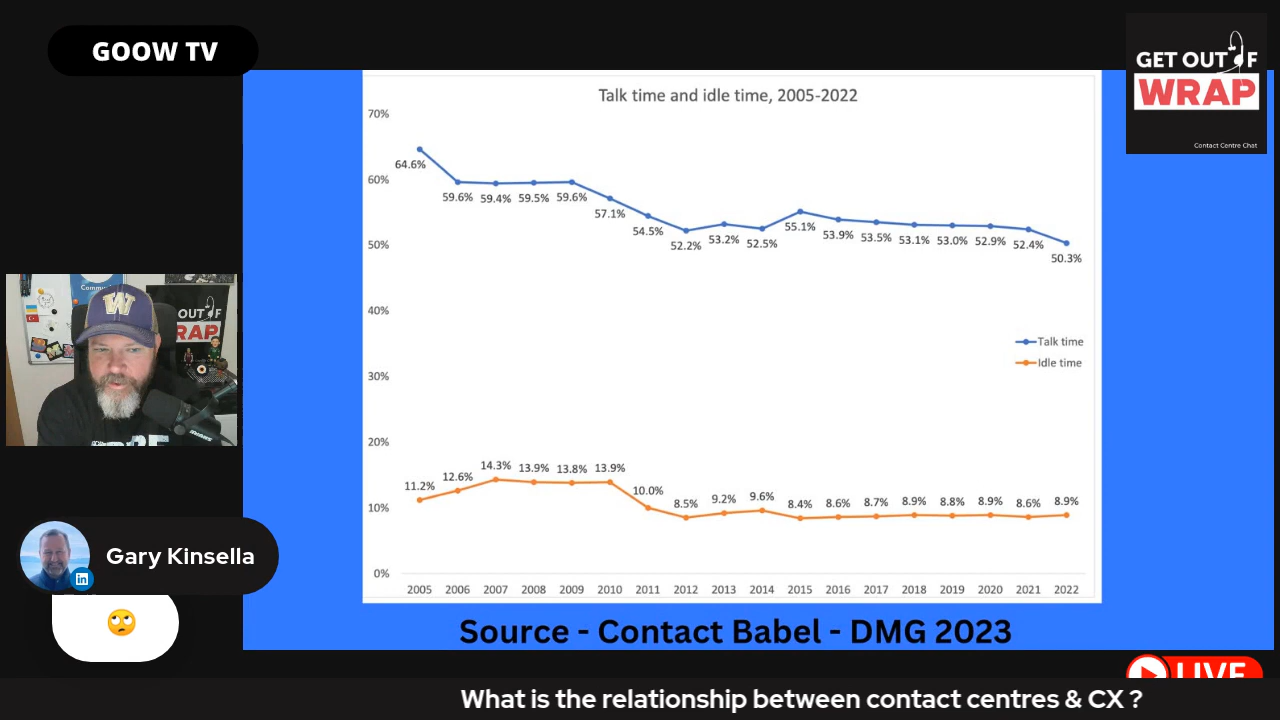 GOOW TV
GET OUT OF
WRAP
Contact Centre Chat
Talk time and idle time, 2005-2022
70%
60%
50%
40%
30%
20%
10%
0%
64.6%
59.6%
59.4%
59.5%
59.6%
57.1%
54.5%
52.2%
53.2%
52.5%
55.1%
53.9%
53.5%
53.1%
53.0%
52.9%
52.4%
50.3%
Talk time
Idle time
11.2%
12.6%
14.3%
13.9%
13.8%
13.9%
10.0%
8.5%
9.2%
9.6%
8.4%
8.6%
8.7%
8.9%
8.8%
8.9%
8.6%
8.9%
2005 2006 2007 2008 2009 2010 2011 2012 2013 2014 2015 2016 2017 2018 2019 2020 2021 2022
W
OUT OF
RAP
Gary Kinsella
in
Source - Contact Babel - DMG 2023
LIVE
What is the relationship between contact centres & CX ?